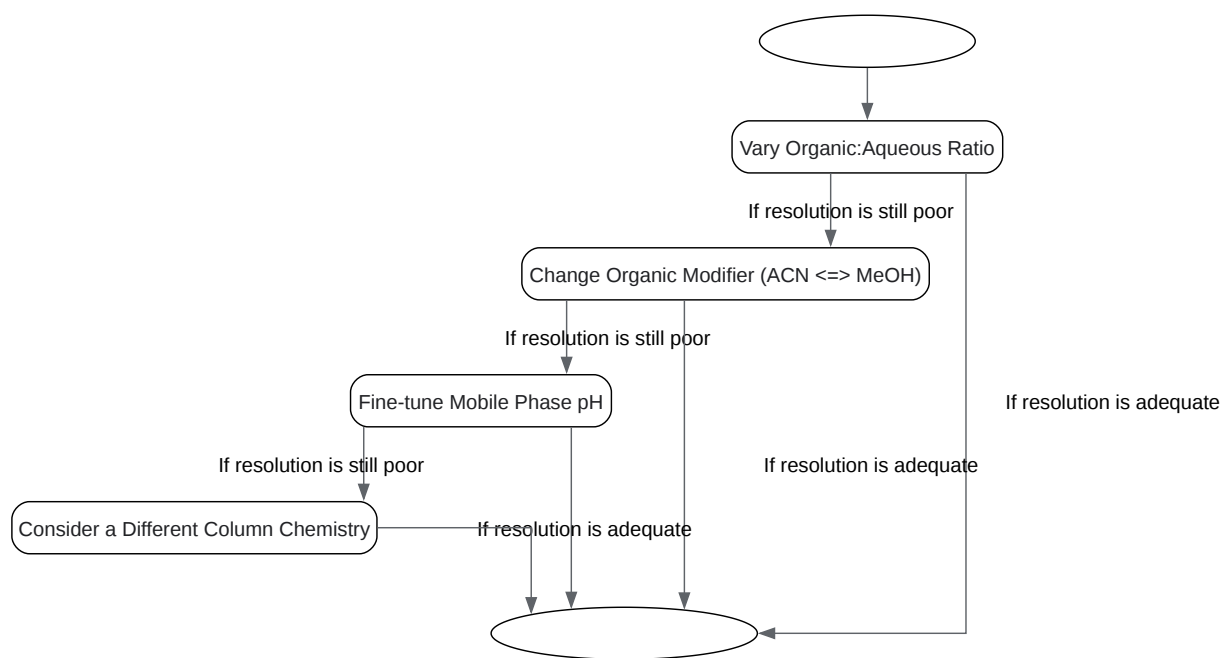 Vary Organic:Aqueous Ratio
If resolution is still poor
Change Organic Modifier (ACN <=> MeOH)
If resolution is still poor
Fine-tune Mobile Phase pH
If resolution is adequate
If resolution is still poor
If resolution is adequate
Consider a Different Column Chemistry
If resolution is adequate